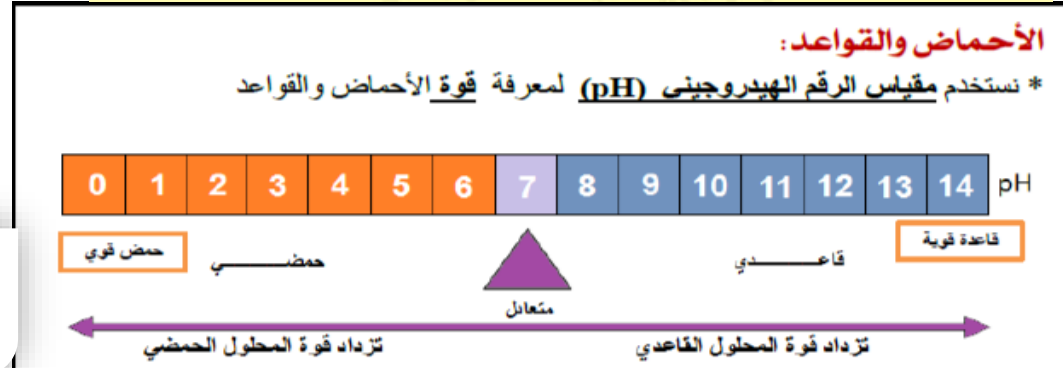 الأحماض والقواعد:
* نستخدم مقياس الرقم الهيدروجيني (pH) لمعرفة قوة الأحماض والقواعد
0 1 2 3 4 5 6 7 8 9 10 11 12 13 14 pH
حمض قوي
حمضـــــــي
قاعـــــــدي
قاعدة قوية
متعادل
تزداد قوة المحلول الحمضي
تزداد قوة المحلول القاعدي